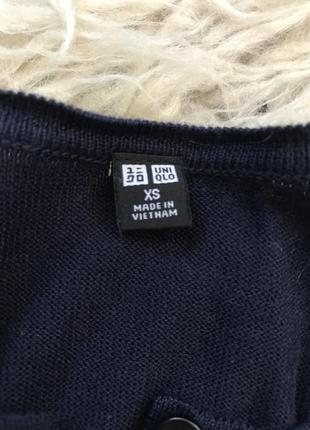 ユニ UNI
クロ QLO
XS
MADE IN
VIETNAM